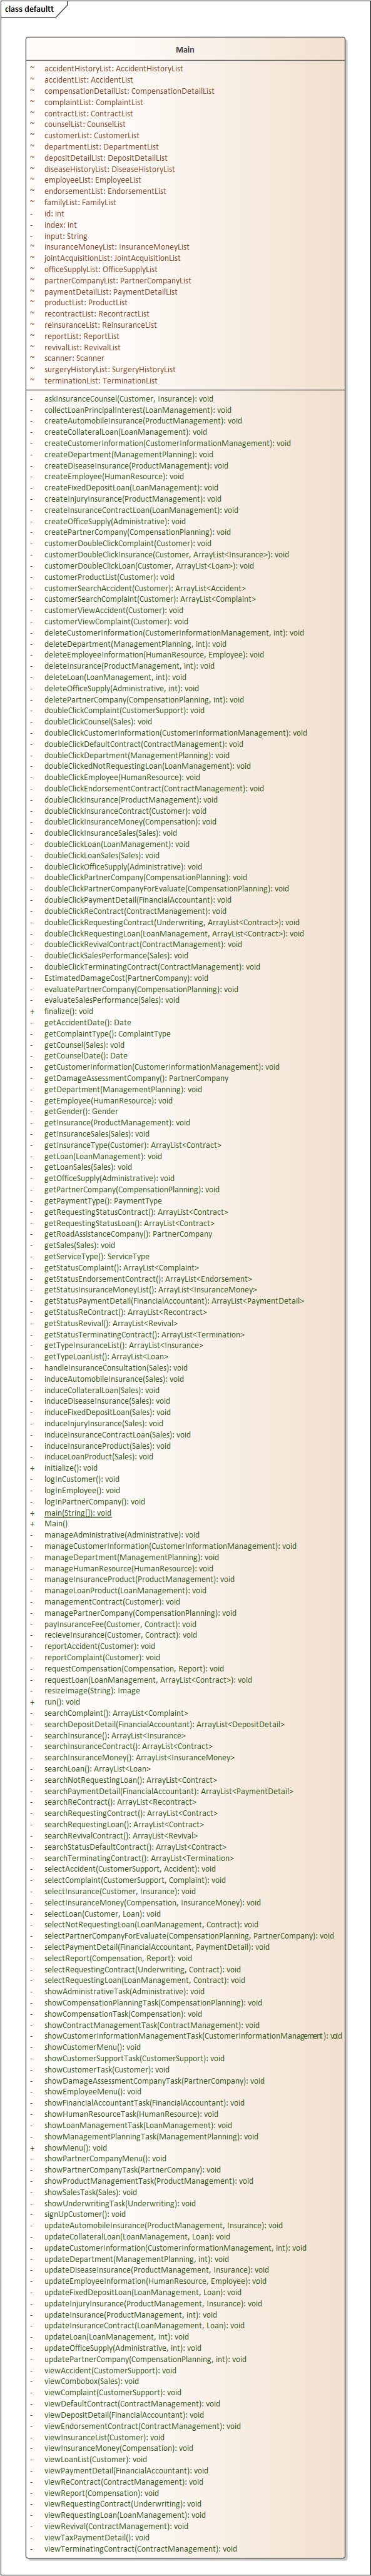 class defaultt
Main
~ accidentHistoryList: AccidentHistoryList
~ accidentList: AccidentList
~ compensationDetailList: CompensationDetailList
~ complaintList: ComplaintList
~ contractList: ContractList
~ counselList: CounselList
~ customerList: CustomerList
~ departmentList: DepartmentList
~ depositDetailList: DepositDetailList
~ diseaseHistoryList: DiseaseHistoryList
~ employeeList: EmployeeList
~ endorsementList: EndorsementList
~ familyList: FamilyList
- id: int
- index: int
- input: String
~ insuranceMoneyList: InsuranceMoneyList
~ jointAcquisitionList: JointAcquisitionList
~ officeSupplyList: OfficeSupplyList
~ partnerCompanyList: PartnerCompanyList
~ paymentDetailList: PaymentDetailList
~ productList: ProductList
~ recontractList: RecontractList
~ reinsuranceList: ReinsuranceList
~ reportList: ReportList
~ revivalList: RevivalList
~ scanner: Scanner
~ surgeryHistoryList: SurgeryHistoryList
~ terminationList: TerminationList
- askInsuranceCounsel(Customer, Insurance): void
- collectLoanPrincipalInterest(LoanManagement): void
- createAutomobileInsurance(ProductManagement): void
- createCollateralLoan(LoanManagement): void
- createCustomerInformation(CustomerInformationManagement): void
- createDepartment(ManagementPlanning): void
- createDiseaseInsurance(ProductManagement): void
- createEmployee(HumanResource): void
- createFixedDepositLoan(LoanManagement): void
- createInjuryInsurance(ProductManagement): void
- createInsuranceContractLoan(LoanManagement): void
- createOfficeSupply(Administrative): void
- createPartnerCompany(CompensationPlanning): void
- customerDoubleClickComplaint(Customer): void
- customerDoubleClickInsurance(Customer, ArrayList<Insurance>): void
- customerDoubleClickLoan(Customer, ArrayList<Loan>): void
- customerProductList(Customer): void
- customerSearchAccident(Customer): ArrayList<Accident>
- customerSearchComplaint(Customer): ArrayList<Complaint>
- customerViewAccident(Customer): void
- customerViewComplaint(Customer): void
- deleteCustomerInformation(CustomerInformationManagement, int): void
- deleteDepartment(ManagementPlanning, int): void
- deleteEmployeeInformation(HumanResource, Employee): void
- deleteInsurance(ProductManagement, int): void
- deleteLoan(LoanManagement, int): void
- deleteOfficeSupply(Administrative, int): void
- deletePartnerCompany(CompensationPlanning, int): void
- doubleClickComplaint(CustomerSupport): void
- doubleClickCounsel(Sales): void
- doubleClickCustomerInformation(CustomerInformationManagement): void
- doubleClickDefaultContract(ContractManagement): void
- doubleClickDepartment(ManagementPlanning): void
- doubleClickedNotRequestingLoan(LoanManagement): void
- doubleClickEmployee(HumanResource): void
- doubleClickEndorsementContract(ContractManagement): void
- doubleClickInsurance(ProductManagement): void
- doubleClickInsuranceContract(Customer): void
- doubleClickInsuranceMoney(Compensation): void
- doubleClickInsuranceSales(Sales): void
- doubleClickLoan(LoanManagement): void
- doubleClickLoanSales(Sales): void
- doubleClickOfficeSupply(Administrative): void
- doubleClickPartnerCompany(CompensationPlanning): void
- doubleClickPartnerCompanyForEvaluate(CompensationPlanning): void
- doubleClickPaymentDetail(FinancialAccountant): void
- doubleClickReContract(ContractManagement): void
- doubleClickRequestingContract(Underwriting, ArrayList<Contract>): void
- doubleClickRequestingLoan(LoanManagement, ArrayList<Contract>): void
- doubleClickRevivalContract(ContractManagement): void
- doubleClickSalesPerformance(Sales): void
- doubleClickTerminatingContract(ContractManagement): void
- EstimatedDamageCost(PartnerCompany): void
- evaluatePartnerCompany(CompensationPlanning): void
- evaluateSalesPerformance(Sales): void
+ finalize(): void
- getAccidentDate(): Date
- getComplaintType(): ComplaintType
- getCounsel(Sales): void
- getCounselDate(): Date
- getCustomerInformation(CustomerInformationManagement): void
- getDamageAssessmentCompany(): PartnerCompany
- getDepartment(ManagementPlanning): void
- getEmployee(HumanResource): void
- getGender(): Gender
- getInsurance(ProductManagement): void
- getInsuranceSales(Sales): void
- getInsuranceType(Customer): ArrayList<Contract>
- getLoan(LoanManagement): void
- getLoanSales(Sales): void
- getOfficeSupply(Administrative): void
- getPartnerCompany(CompensationPlanning): void
- getPaymentType(): PaymentType
- getRequestingStatusContract(): ArrayList<Contract>
- getRequestingStatusLoan(): ArrayList<Contract>
- getRoadAssistanceCompany(): PartnerCompany
- getSales(Sales): void
- getServiceType(): ServiceType
- getStatusComplaint(): ArrayList<Complaint>
- getStatusEndorsementContract(): ArrayList<Endorsement>
- getStatusInsuranceMoneyList(): ArrayList<InsuranceMoney>
- getStatusPaymentDetail(FinancialAccountant): ArrayList<PaymentDetail>
- getStatusReContract(): ArrayList<Recontract>
- getStatusRevival(): ArrayList<Revival>
- getStatusTerminatingContract(): ArrayList<Termination>
- getTypeInsuranceList(): ArrayList<Insurance>
- getTypeLoanList(): ArrayList<Loan>
- handleInsuranceConsultation(Sales): void
- induceAutomobileInsurance(Sales): void
- induceCollateralLoan(Sales): void
- induceDiseaseInsurance(Sales): void
- induceFixedDepositLoan(Sales): void
- induceInjuryInsurance(Sales): void
- induceInsuranceContractLoan(Sales): void
- induceInsuranceProduct(Sales): void
- induceLoanProduct(Sales): void
+ initialize(): void
- logInCustomer(): void
- logInEmployee(): void
- logInPartnerCompany(): void
+ main(String[]): void
+ Main()
- manageAdministrative(Administrative): void
- manageCustomerInformation(CustomerInformationManagement): void
- manageDepartment(ManagementPlanning): void
- manageHumanResource(HumanResource): void
- manageInsuranceProduct(ProductManagement): void
- manageLoanProduct(LoanManagement): void
- managementContract(Customer): void
- managePartnerCompany(CompensationPlanning): void
- payInsuranceFee(Customer, Contract): void
- recieveInsurance(Customer, Contract): void
- reportAccident(Customer): void
- reportComplaint(Customer): void
- requestCompensation(Compensation, Report): void
- requestLoan(LoanManagement, ArrayList<Contract>): void
- resizeImage(String): Image
+ run(): void
- searchComplaint(): ArrayList<Complaint>
- searchDepositDetail(FinancialAccountant): ArrayList<DepositDetail>
- searchInsurance(): ArrayList<Insurance>
- searchInsuranceContract(): ArrayList<Contract>
- searchInsuranceMoney(): ArrayList<InsuranceMoney>
- searchLoan(): ArrayList<Loan>
- searchNotRequestingLoan(): ArrayList<Contract>
- searchPaymentDetail(FinancialAccountant): ArrayList<PaymentDetail>
- searchReContract(): ArrayList<Recontract>
- searchRequestingContract(): ArrayList<Contract>
- searchRequestingLoan(): ArrayList<Contract>
- searchRevivalContract(): ArrayList<Revival>
- searchStatusDefaultContract(): ArrayList<Contract>
- searchTerminatingContract(): ArrayList<Termination>
- selectAccident(CustomerSupport, Accident): void
- selectComplaint(CustomerSupport, Complaint): void
- selectInsurance(Customer, Insurance): void
- selectInsuranceMoney(Compensation, InsuranceMoney): void
- selectLoan(Customer, Loan): void
- selectNotRequestingLoan(LoanManagement, Contract): void
- selectPartnerCompanyForEvaluate(CompensationPlanning, PartnerCompany): void
- selectPaymentDetail(FinancialAccountant, PaymentDetail): void
- selectReport(Compensation, Report): void
- selectRequestingContract(Underwriting, Contract): void
- selectRequestingLoan(LoanManagement, Contract): void
- showAdministrativeTask(Administrative): void
- showCompensationPlanningTask(CompensationPlanning): void
- showCompensationTask(Compensation): void
- showContractManagementTask(ContractManagement): void
- showCustomerInformationManagementTask(CustomerInformationManagement): void
- showCustomerMenu(): void
- showCustomerSupportTask(CustomerSupport): void
- showCustomerTask(Customer): void
- showDamageAssessmentCompanyTask(PartnerCompany): void
- showEmployeeMenu(): void
- showFinancialAccountantTask(FinancialAccountant): void
- showHumanResourceTask(HumanResource): void
- showLoanManagementTask(LoanManagement): void
- showManagementPlanningTask(ManagementPlanning): void
+ showMenu(): void
- showPartnerCompanyMenu(): void
- showPartnerCompanyTask(PartnerCompany): void
- showProductManagementTask(ProductManagement): void
- showSalesTask(Sales): void
- showUnderwritingTask(Underwriting): void
- signUpCustomer(): void
- updateAutomobileInsurance(ProductManagement, Insurance): void
- updateCollateralLoan(LoanManagement, Loan): void
- updateCustomerInformation(CustomerInformationManagement, int): void
- updateDepartment(ManagementPlanning, int): void
- updateDiseaseInsurance(ProductManagement, Insurance): void
- updateEmployeeInformation(HumanResource, Employee): void
- updateFixedDepositLoan(LoanManagement, Loan): void
- updateInjuryInsurance(ProductManagement, Insurance): void
- updateInsurance(ProductManagement, int): void
- updateInsuranceContract(LoanManagement, Loan): void
- updateLoan(LoanManagement, int): void
- updateOfficeSupply(Administrative, int): void
- updatePartnerCompany(CompensationPlanning, int): void
- viewAccident(CustomerSupport): void
- viewCombobox(Sales): void
- viewComplaint(CustomerSupport): void
- viewDefaultContract(ContractManagement): void
- viewDepositDetail(FinancialAccountant): void
- viewEndorsementContract(ContractManagement): void
- viewInsuranceList(Customer): void
- viewInsuranceMoney(Compensation): void
- viewLoanList(Customer): void
- viewPaymentDetail(FinancialAccountant): void
- viewReContract(ContractManagement): void
- viewReport(Compensation): void
- viewRequestingContract(Underwriting): void
- viewRequestingLoan(LoanManagement): void
- viewRevival(ContractManagement): void
- viewTaxPaymentDetail(): void
- viewTerminatingContract(ContractManagement): void